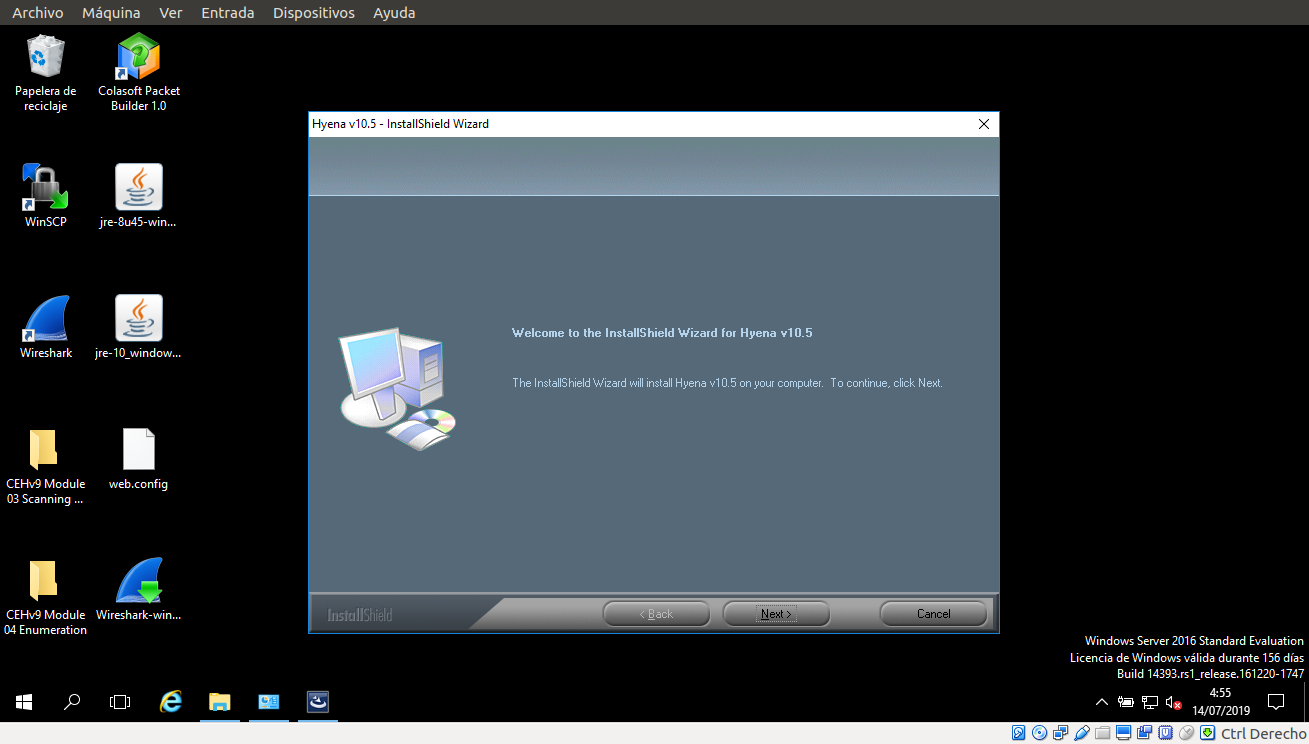 Archivo Máquina Ver Entrada Dispositivos Ayuda
Papelera de
reciclaje
Colasoft Packet
Builder 1.0
WinSCP
jre-8u45-win...
Wireshark
jre-10_window...
CEHv9 Module
03 Scanning ...
web.config
CEHv9 Module
04 Enumeration
Wireshark-win...
Hyena v10.5 - InstallShield Wizard
Welcome to the InstallShield Wizard for Hyena v10.5
The InstallShield Wizard will install Hyena v10.5 on your computer. To continue, click Next.
InstallShield
< Back
Next >
Cancel
Windows Server 2016 Standard Evaluation
Licencia de Windows válida durante 156 días
Build 14393.rs1_release.161220-1747
4:55
14/07/2019
Ctrl Derecho